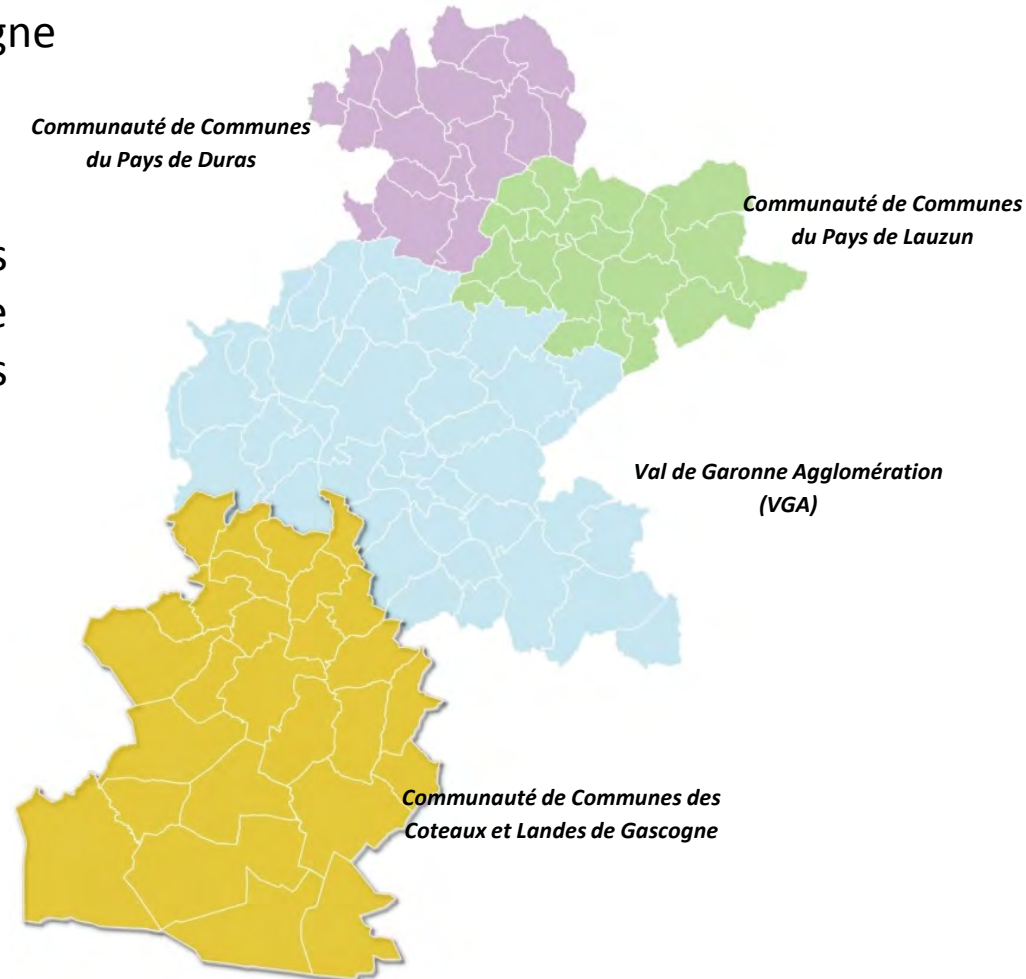 gne
Communauté de Communes
du Pays de Duras
Communauté de Communes
du Pays de Lauzun
s
e
s
Val de Garonne Agglomération
(VGA)
Communauté de Communes des
Coteaux et Landes de Gascogne